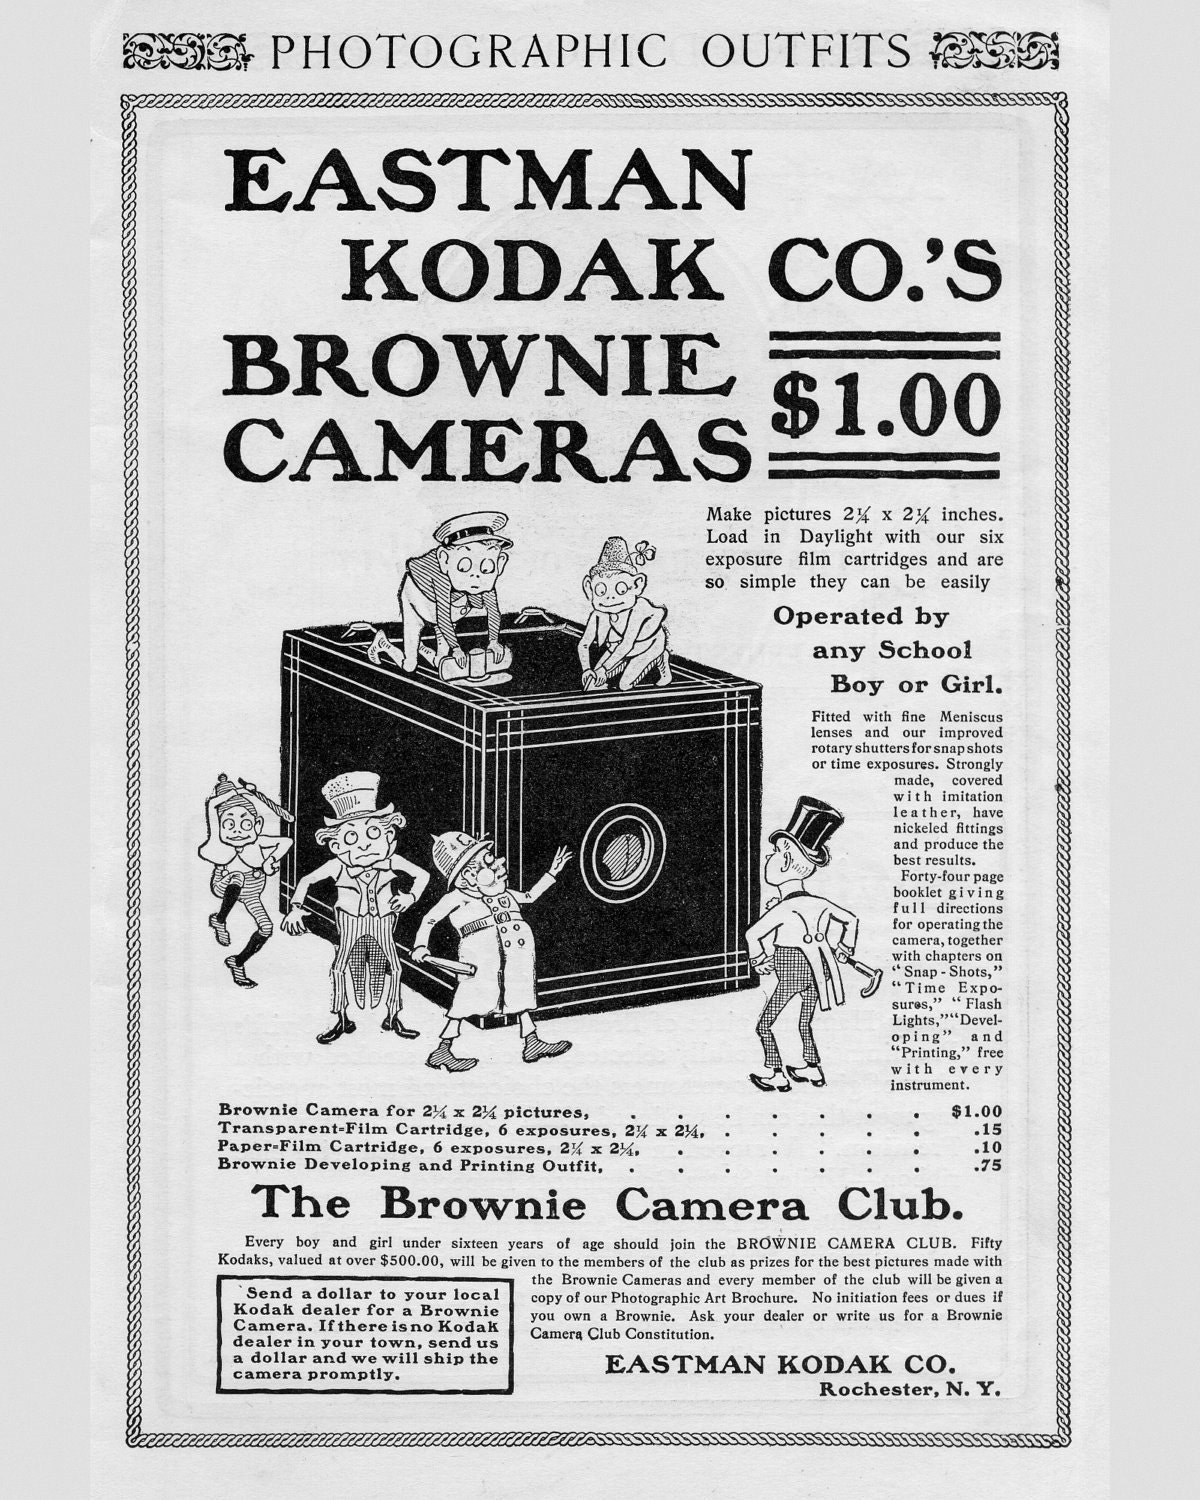 PHOTOGRAPHIC OUTFITS
EASTMAN
KODAK CO.'S
BROWNIE
CAMERAS
$1.00
Make pictures 2¼ x 2¼ inches.
Load in Daylight with our six
exposure film cartridges and are
so simple they can be easily
Operated by
any School
Boy or Girl.
Fitted with fine Meniscus
lenses and our improved
rotary shutters for snap shots
or time exposures. Strongly
made, covered
with imitation
leather, have
nickeled fittings
and produce the
best results.
Forty-four page
booklet giving
full directions
for operating the
camera, together
with chapters on
"Snap-Shots,"
"Time Expo-
sures," "Flash
Lights," "Devel-
oping" and
"Printing," free
with every
instrument.
Brownie Camera for 2¼ x 2¼ pictures, . . . . . . . $1.00
Transparent-Film Cartridge, 6 exposures, 2¼ x 2¼, . . . . . .15
Paper-Film Cartridge, 6 exposures, 2¼ x 2¼, . . . . . . .10
Brownie Developing and Printing Outfit, . . . . . . . .75
The Brownie Camera Club.
Every boy and girl under sixteen years of age should join the BROWNIE CAMERA CLUB. Fifty
Kodaks, valued at over $500.00, will be given to the members of the club as prizes for the best pictures made with
the Brownie Cameras and every member of the club will be given a
copy of our Photographic Art Brochure. No initiation fees or dues if
you own a Brownie. Ask your dealer or write us for a Brownie
Camera Club Constitution.
Send a dollar to your local
Kodak dealer for a Brownie
Camera. If there is no Kodak
dealer in your town, send us
a dollar and we will ship the
camera promptly.
EASTMAN KODAK CO.
Rochester, N. Y.